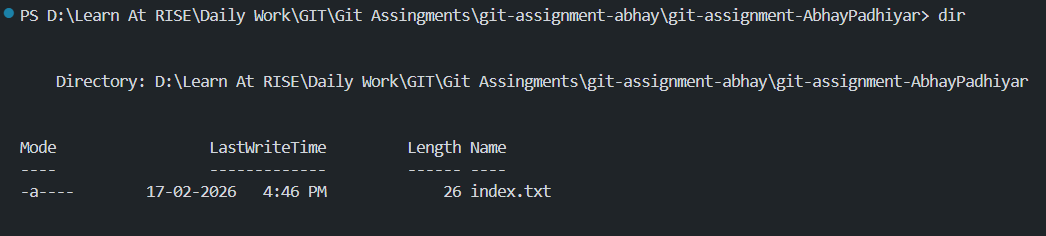 PS D:\Learn At RISE\Daily Work\GIT\Git Assingments\git-assignment-abhay\git-assignment-AbhayPadhiyar> dir
Directory: D:\Learn At RISE\Daily Work\GIT\Git Assingments\git-assignment-abhay\git-assignment-AbhayPadhiyar
Mode                 LastWriteTime         Length Name
----                 -------------         ------ ----
-a----        17-02-2026   4:46 PM             26 index.txt